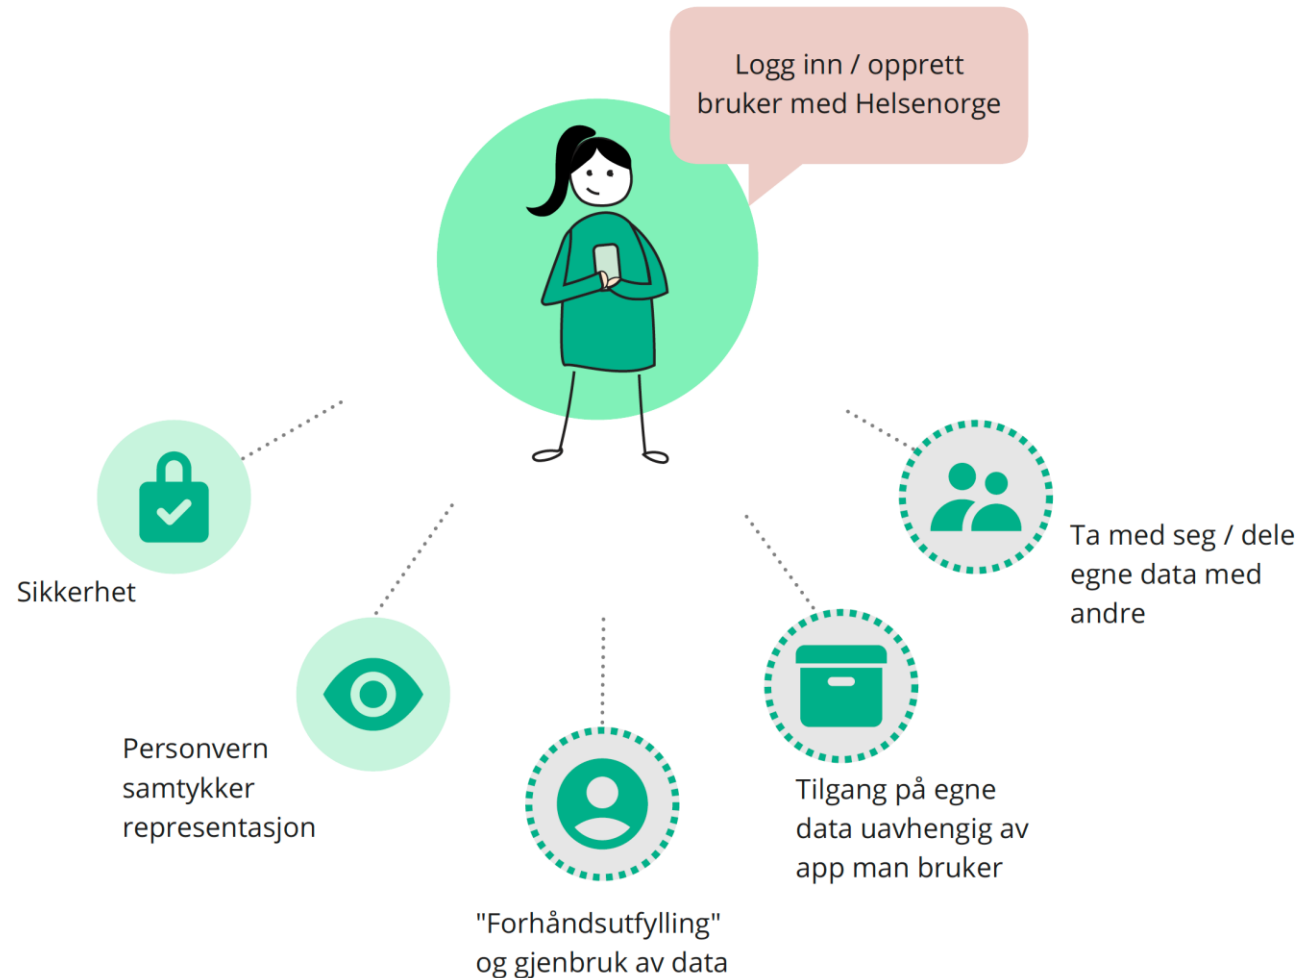 Logg inn / opprett
bruker med Helsenorge
Sikkerhet
Personvern
samtykker
representasjon
"Forhåndsutfylling"
og gjenbruk av data
Tilgang på egne
data uavhengig av
app man bruker
Ta med seg / dele
egne data med
andre